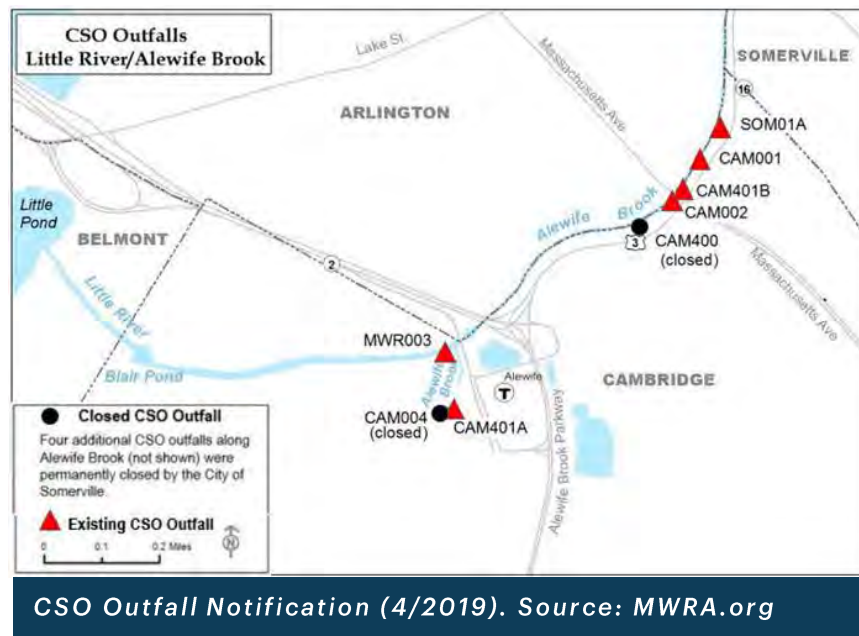 CSO Outfalls
Little River/Alewife Brook
Lake St.
Massachusetts Ave
SOMERVILLE
16
ARLINGTON
SOM01A
CAM001
CAM401B
CAM002
Little
Pond
BELMONT
Alewife Brook
3
CAM400
(closed)
2
Massachusetts Ave
Little River
MWR003
Blair Pond
Alewife
Brook
Alewife
T
CAMBRIDGE
CAM004
(closed)
CAM401A
Alewife Brook Parkway
Closed CSO Outfall
Four additional CSO outfalls along
Alewife Brook (not shown) were
permanently closed by the City of
Somerville.
Existing CSO Outfall
0 0.1 0.2 Miles
N
CSO Outfall Notification (4/2019). Source: MWRA.org